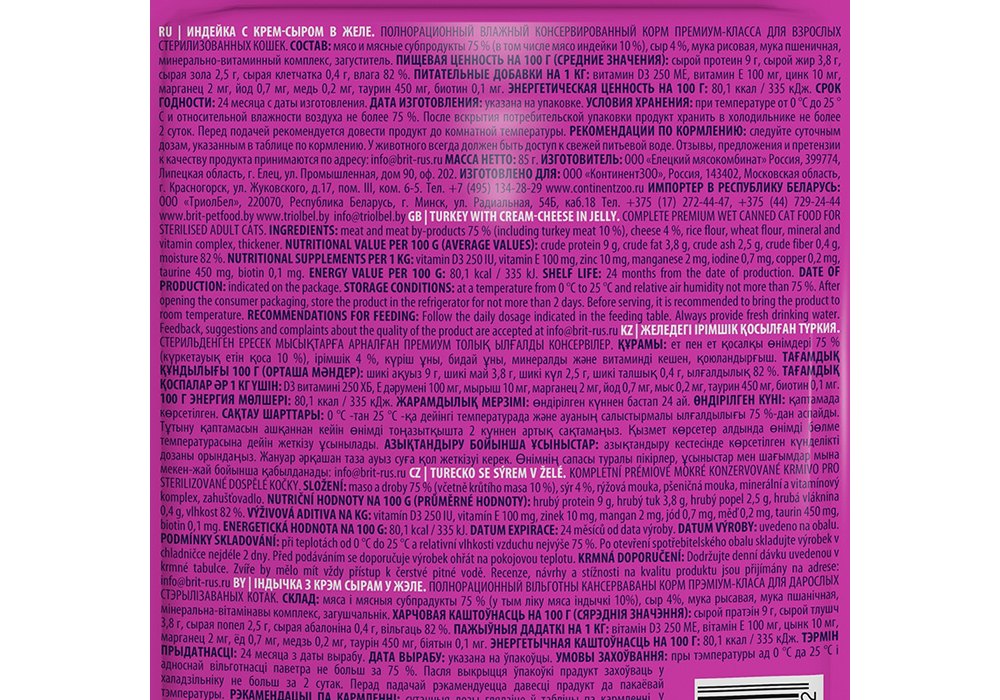 RU | ИНДЕЙКА С КРЕМ-СЫРОМ В ЖЕЛЕ. ПОЛНОРАЦИОННЫЙ ВЛАЖНЫЙ КОНСЕРВИРОВАННЫЙ КОРМ ПРЕМИУМ-КЛАССА ДЛЯ ВЗРОСЛЫХ
СТЕРИЛИЗОВАННЫХ КОШЕК. СОСТАВ: мясо и мясные субпродукты 75 % (в том числе мясо индейки 10 %), сыр 4 %, мука рисовая, мука пшеничная,
минерально-витаминный комплекс, загуститель. ПИЩЕВАЯ ЦЕННОСТЬ НА 100 Г (СРЕДНИЕ ЗНАЧЕНИЯ): сырой протеин 9 г, сырой жир 3,8 г,
сырая зола 2,5 г, сырая клетчатка 0,4 г, влага 82 %. ПИТАТЕЛЬНЫЕ ДОБАВКИ НА 1 КГ: витамин D3 250 МЕ, витамин Е 100 мг, цинк 10 мг,
марганец 2 мг, йод 0,7 мг, медь 0,2 мг, таурин 450 мг, биотин 0,1 мг. ЭНЕРГЕТИЧЕСКАЯ ЦЕННОСТЬ НА 100 Г: 80,1 ккал / 335 кДж. СРОК
ГОДНОСТИ: 24 месяца с даты изготовления. ДАТА ИЗГОТОВЛЕНИЯ: указана на упаковке. УСЛОВИЯ ХРАНЕНИЯ: при температуре от 0 °C до 25 °
C и относительной влажности воздуха не более 75 %. После вскрытия потребительской упаковки продукт хранить в холодильнике не более
2 суток. Перед подачей рекомендуется довести продукт до комнатной температуры. РЕКОМЕНДАЦИИ ПО КОРМЛЕНИЮ: следуйте суточным
дозам, указанным в таблице по кормлению. У животного всегда должен быть доступ к свежей питьевой воде. Отзывы, предложения и претензии
к качеству продукта принимаются по адресу: info@brit-rus.ru МАССА НЕТТО: 85 г. ИЗГОТОВИТЕЛЬ: ООО «Елецкий мясокомбинат» Россия, 399774,
Липецкая область, г. Елец, ул. Промышленная, дом 90, оф. 202. ИЗГОТОВЛЕНО ДЛЯ: ООО «КонтинентЗОО», Россия, 143402, Московская область,
г. Красногорск, ул. Жуковского, д.17, пом. III, ком. 6-5. Тел. +7 (495) 134-28-29 www.continentzoo.ru ИМПОРТЕР В РЕСПУБЛИКУ БЕЛАРУСЬ:
ООО «ТриолБел», 220070, Республика Беларусь, г. Минск, ул. Радиальная, 54Б, каб.18 Тел. +375 (17) 272-44-47, +375 (44) 729-24-44
www.brit-petfood.by www.triolbel.by info@triolbel.by GB | TURKEY WITH CREAM-CHEESE IN JELLY. COMPLETE PREMIUM WET CANNED CAT FOOD FOR
STERILISED ADULT CATS. INGREDIENTS: meat and meat by-products 75 % (including turkey meat 10 %), cheese 4 %, rice flour, wheat flour, mineral and
vitamin complex, thickener. NUTRITIONAL VALUE PER 100 G (AVERAGE VALUES): crude protein 9 g, crude fat 3,8 g, crude ash 2,5 g, crude fiber 0,4 g,
moisture 82 %. NUTRITIONAL SUPPLEMENTS PER 1 KG: vitamin D3 250 IU, vitamin E 100 mg, zinc 10 mg, manganese 2 mg, iodine 0,7 mg, copper 0,2 mg,
taurine 450 mg, biotin 0,1 mg. ENERGY VALUE PER 100 G: 80,1 kcal / 335 kJ. SHELF LIFE: 24 months from the date of production. DATE OF
PRODUCTION: indicated on the package. STORAGE CONDITIONS: at a temperature from 0 °C to 25 °C and relative air humidity not more than 75 %. After
opening the consumer packaging, store the product in the refrigerator for not more than 2 days. Before serving, it is recommended to bring the product to
room temperature. RECOMMENDATIONS FOR FEEDING: Follow the daily dosage indicated in the feeding table. Always provide fresh drinking water.
Feedback, suggestions and complaints about the quality of the product are accepted at info@brit-rus.ru KZ | ЖЕЛЕДЕГІ ІРІМШІК ҚОСЫЛҒАН ТҮРКИЯ.
СТЕРИЛЬДЕНГЕН ЕРЕСЕК МЫСЫҚТАРҒА АРНАЛҒАН ПРЕМИУМ ТОЛЫҚ ЫЛҒАЛДЫ КОНСЕРВІЛЕР. ҚҰРАМЫ: ет пен ет қосалқы өнімдері 75 %
(күркетауық етін қоса 10 %), ірімшік 4 %, күріш ұны, бидай ұны, минералды және витаминді кешен, қоюландырғыш. ТАҒАМДЫҚ
ҚҰНДЫЛЫҒЫ 100 Г (ОРТАША МӘНДЕР): шикі ақуыз 9 г, шикі май 3,8 г, шикі күл 2,5 г, шикі талшық 0,4 г, ылғалдылық 82 %. ТАҒАМДЫҚ
ҚОСПАЛАР ӘР 1 КГ ҮШІН: D3 витамині 250 ХБ, Е дәрумені 100 мг, мырыш 10 мг, марганец 2 мг, йод 0,7 мг, мыс 0,2 мг, таурин 450 мг, биотин 0,1 мг.
100 Г ЭНЕРГИЯ МӨЛШЕРІ: 80,1 ккал / 335 кДж. ЖАРАМДЫЛЫҚ МЕРЗІМІ: өндірілген күннен бастап 24 ай. ӨНДІРІЛГЕН КҮНІ: қаптамада
көрсетілген. САҚТАУ ШАРТТАРЫ: 0 °C -тан 25 °C -қа дейінгі температурада және ауаның салыстырмалы ылғалдылығы 75 %-дан аспайды.
Тұтыну қаптамасын ашқаннан кейін өнімді тоңазытқышта 2 күннен артық сақтамаңыз. Қызмет көрсетер алдында өнімді бөлме
температурасына дейін жеткізу ұсынылады. АЗЫҚТАНДЫРУ БОЙЫНША ҰСЫНЫСТАР: азықтандыру кестесінде көрсетілген күнделікті
дозаны орындаңыз. Жануар әрқашан таза ауыз суға қол жеткізуі керек. Өнімнің сапасы туралы пікірлер, ұсыныстар мен шағымдар мына
мекен-жай бойынша қабылданады: info@brit-rus.ru CZ | TURECKO SE SÝREM V ŽELÉ. KOMPLETNÍ PRÉMIOVÉ MOKRÉ KONZERVOVANÉ KRMIVO PRO
STERILIZOVANÉ DOSPĚLÉ KOČKY. SLOŽENÍ: maso a droby 75 % (včetně krůtího masa 10 %), sýr 4%, rýžová mouka, pšeničná mouka, minerální a vitamínový
komplex, zahušťovadlo. NUTRIČNÍ HODNOTY NA 100 G (PRŮMĚRNÉ HODNOTY): hrubý protein 9 g, hrubý tuk 3,8 g, hrubý popel 2,5 g, hrubá vláknina
0,4 g, vlhkost 82 %. VÝŽIVOVÁ ADITIVA NA KG: vitamín D3 250 IU, vitamín E 100 mg, zinek 10 mg, mangan 2 mg, jód 0,7 mg, měď 0,2 mg, taurin 450 mg,
biotin 0,1 mg. ENERGETICKÁ HODNOTA NA 100 G: 80,1 kcal / 335 kJ. DATUM EXPIRACE: 24 měsíců od data výroby. DATUM VÝROBY: uvedeno na obalu.
PODMÍNKY SKLADOVÁNÍ: při teplotách od 0 °C do 25 °C a relativní vlhkosti vzduchu nejvýše 75 %. Po otevření spotřebitelského obalu skladujte výrobek v
chladničce nejdéle 2 dny. Před podáváním se doporučuje výrobek ohřát na pokojovou teplotu. KRMNÁ DOPORUČENÍ: Dodržujte denní dávku uvedenou v
krmné tabulce. Zvíře by mělo mít vždy přístup k čerstvé pitné vodě. Recenze, návrhy a stížnosti na kvalitu produktu jsou přijímány na adrese:
info@brit-rus.ru BY | ІНДЫЧКА З КРЭМ СЫРАМ У ЖЭЛЕ. ПОЛНОРАЦИОННЫЙ ВІЛЬГОТНЫ КАНСЕРВАВАНЫ КОРМ ПРЭМІУМ-КЛАСА ДЛЯ ДАРОСЛЫХ
СТЭРЫЛІЗАВАНЫХ КОТАК. СКЛАД: мяса і мясныя субпрадукты 75 % (у тым ліку мяса індычкі 10%), сыр 4%, мука рысавая, мука пшанічная,
мінеральна-вітамінавы комплекс, загушчальнік. ХАРЧОВАЯ КАШТОЎНАСЦЬ НА 100 Г (СЯРЭДНІЯ ЗНАЧЭННІ): сырой пратэін 9 г, сырой тлушч
3,8 г, сырая попел 2,5 г, сырая абалоніна 0,4 г, вільгаць 82 %. ПАЖЫЎНЫЯ ДАДАТКІ НА 1 КГ: вітамін D3 250 МЕ, вітамін Е 100 мг, цынк 10 мг,
марганец 2 мг, ёд 0,7 мг, медзь 0,2 мг, таурін 450 мг, біятын 0,1 мг. ЭНЕРГЕТЫЧНАЯ КАШТОЎНАСЦЬ НА 100 Г: 80,1 ккал / 335 кДж. ТЭРМІН
ПРЫДАТНАСЦІ: 24 месяца з даты вырабу. ДАТА ВЫРАБУ: указана на ўпакоўцы. УМОВЫ ЗАХОЎВАННЯ: пры тэмпературы ад 0 °C да 25 °C і
адноснай вільготнасці паветра не больш за 75 %. Пасля выкрыцця ўпакоўкі прадукт захоўваць у
халадзільніку не больш за 2 сутак. Перад падачай рэкамендуецца давесці прадукт да пакаёвай
тэмпературы. РЭКАМЕНДАЦЫІ ПА КАРМЛЕННІ:
2